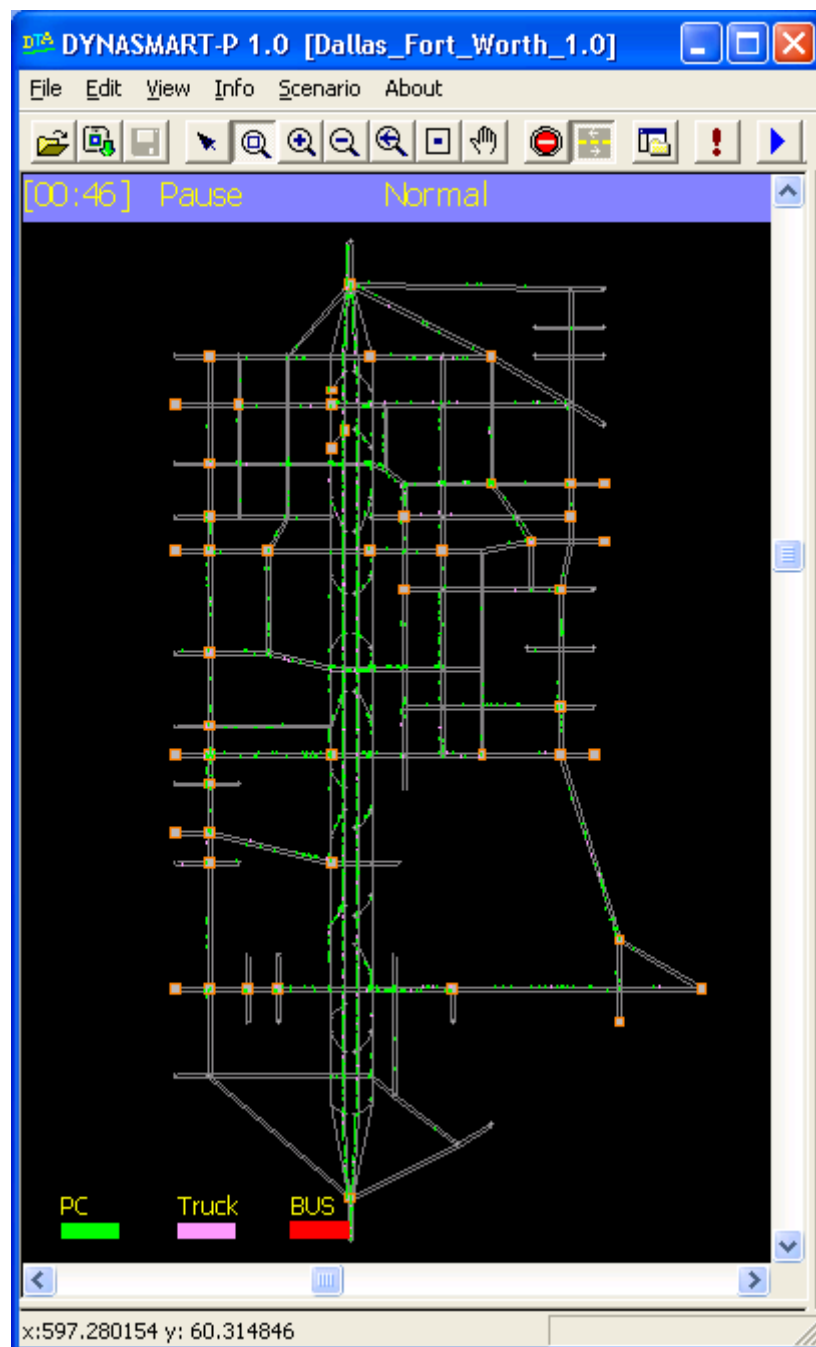 DTA DYNASMART-P 1.0 [Dallas_Fort_Worth_1.0]
File Edit View Info Scenario About
[00:46] Pause Normal
PC Truck BUS
x:597.280154 y: 60.314846